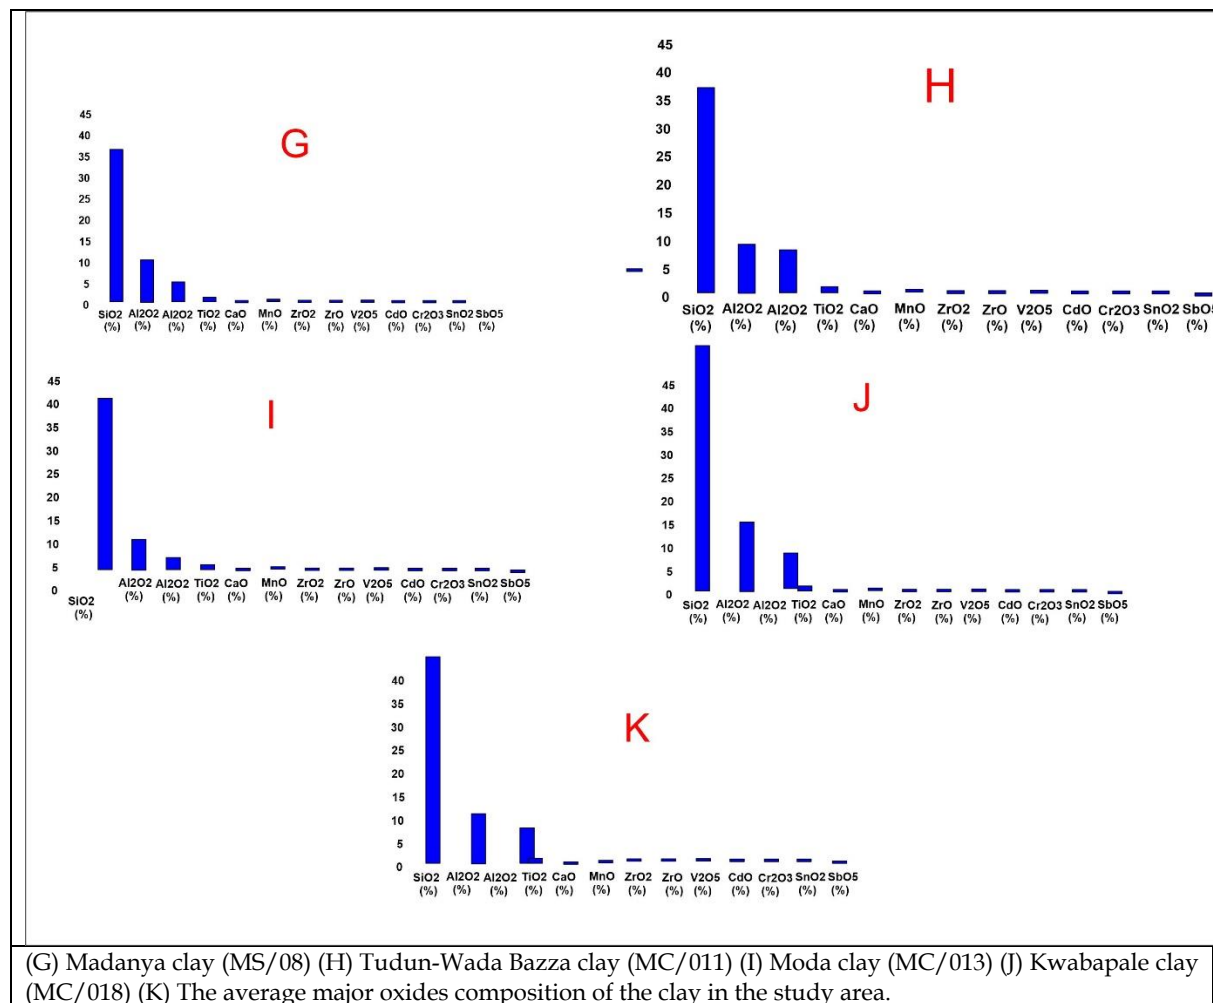 G
45
40
35
30
25
20
15
10
5
0
SiO2 Al2O2 Al2O2 TiO2 CaO MnO ZrO2 ZrO V2O5 CdO Cr2O3 SnO2 SbO5
(%) (%) (%) (%) (%) (%) (%) (%) (%) (%) (%) (%) (%)
H
45
40
35
30
25
20
15
10
5
0
SiO2 Al2O2 Al2O2 TiO2 CaO MnO ZrO2 ZrO V2O5 CdO Cr2O3 SnO2 SbO5
(%) (%) (%) (%) (%) (%) (%) (%) (%) (%) (%) (%) (%)
I
45
40
35
30
25
20
15
10
5
0
SiO2 Al2O2 Al2O2 TiO2 CaO MnO ZrO2 ZrO V2O5 CdO Cr2O3 SnO2 SbO5
(%) (%) (%) (%) (%) (%) (%) (%) (%) (%) (%) (%) (%)
J
45
40
35
30
25
20
15
10
5
0
SiO2 Al2O2 Al2O2 TiO2 CaO MnO ZrO2 ZrO V2O5 CdO Cr2O3 SnO2 SbO5
(%) (%) (%) (%) (%) (%) (%) (%) (%) (%) (%) (%) (%)
K
40
35
30
25
20
15
10
5
0
SiO2 Al2O2 Al2O2 TiO2 CaO MnO ZrO2 ZrO V2O5 CdO Cr2O3 SnO2 SbO5
(%) (%) (%) (%) (%) (%) (%) (%) (%) (%) (%) (%) (%)
(G) Madanya clay (MS/08) (H) Tudun-Wada Bazza clay (MC/011) (I) Moda clay (MC/013) (J) Kwabapale clay
(MC/018) (K) The average major oxides composition of the clay in the study area.